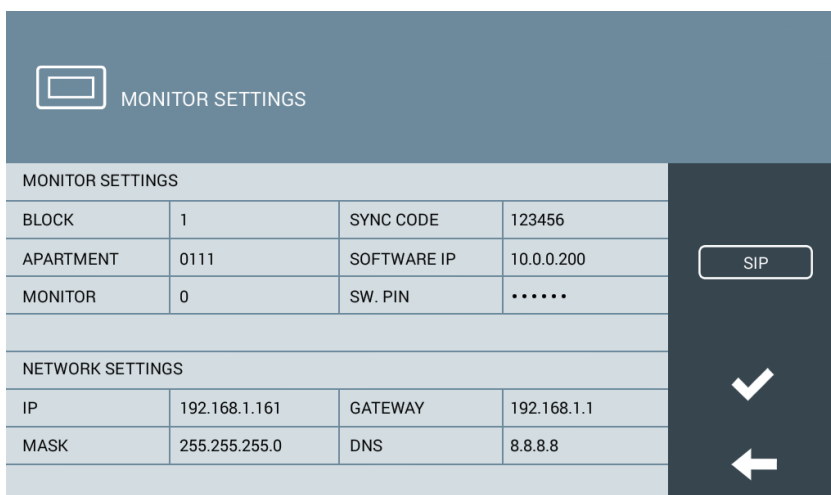 MONITOR SETTINGS
MONITOR SETTINGS
BLOCK 1 SYNC CODE 123456
APARTMENT 0111 SOFTWARE IP 10.0.0.200
MONITOR 0 SW. PIN ••••••
SIP
NETWORK SETTINGS
IP 192.168.1.161 GATEWAY 192.168.1.1
MASK 255.255.255.0 DNS 8.8.8.8